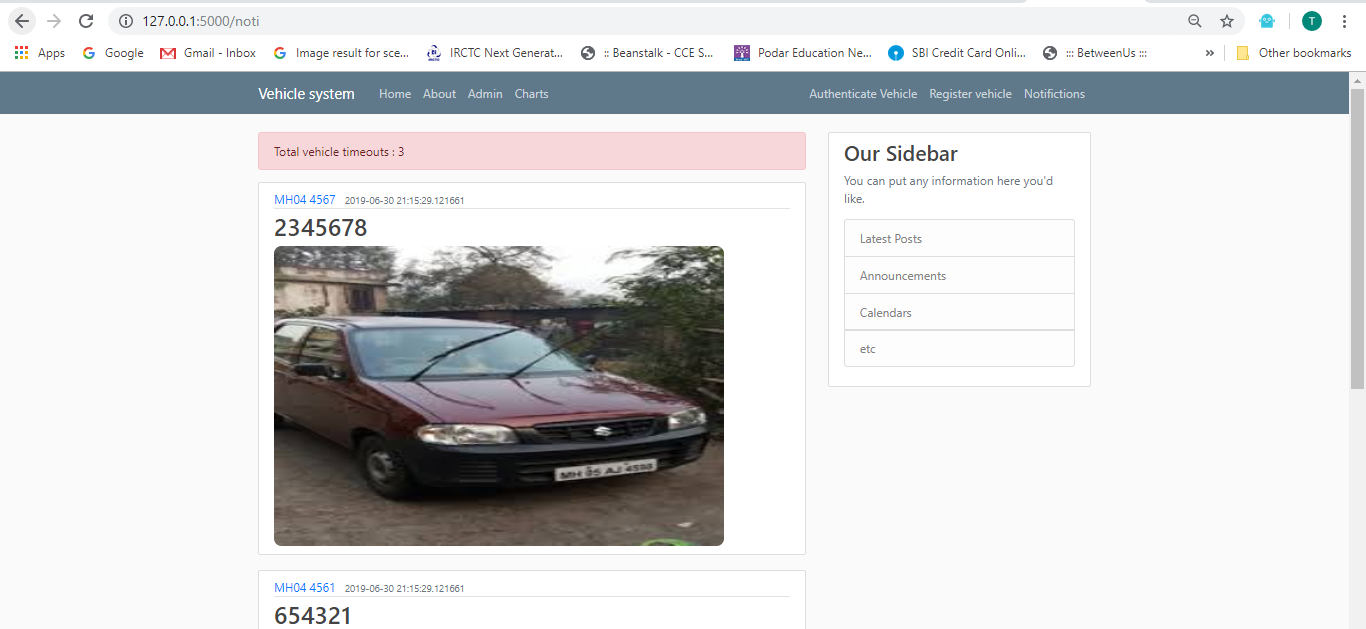 127.0.0.1:5000/noti
T
Apps Google Gmail - Inbox Image result for sce... IRCTC Next Generat... :: Beanstalk - CCE S... Podar Education Ne... SBI Credit Card Onli... ::: BetweenUs ::: » Other bookmarks
Vehicle system Home About Admin Charts Authenticate Vehicle Register vehicle Notifictions
Total vehicle timeouts : 3
MH04 4567 2019-06-30 21:15:29.121661
2345678
MH 05 AJ 4598
MH04 4561 2019-06-30 21:15:29.121661
654321
Our Sidebar
You can put any information here you'd
like.
Latest Posts
Announcements
Calendars
etc